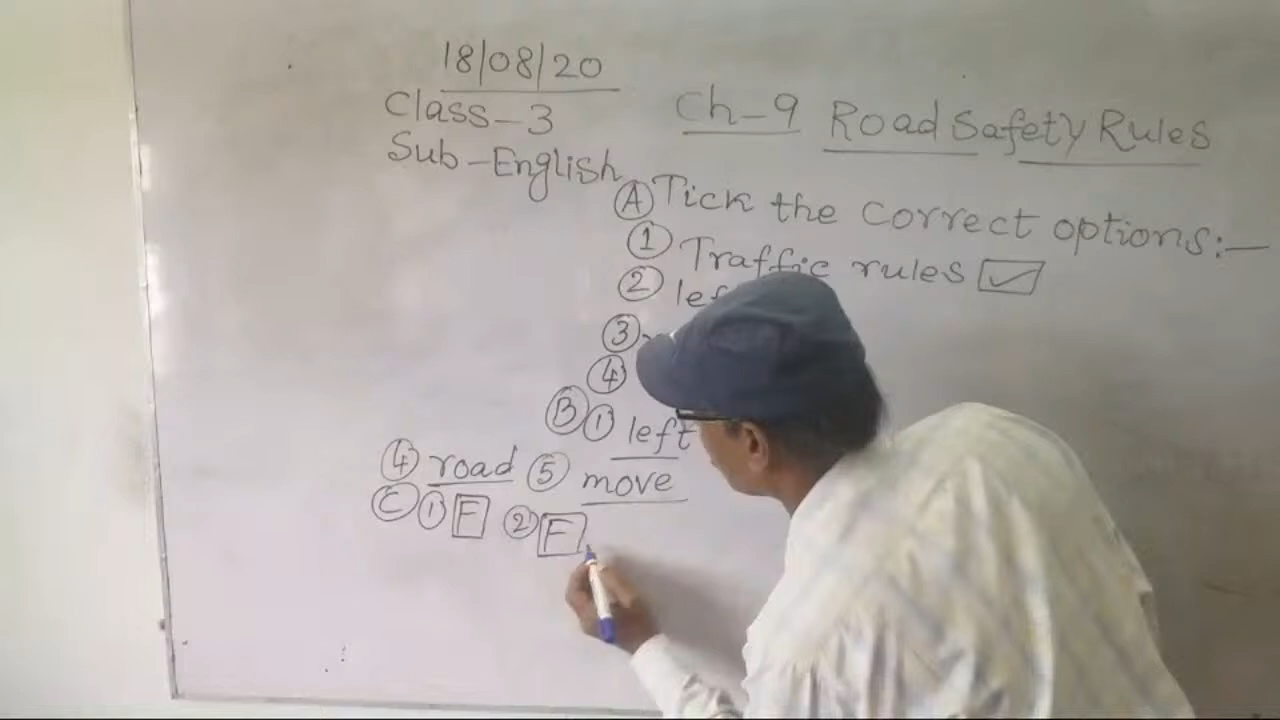 18/08/20
Class-3
Sub-English
Ch-9 Road Safety Rules
Ⓐ Tick the correct options:-
① Traffic rules ☑
②
③
④
Ⓑ ① left
④ road ⑤ move
Ⓒ ① F ② F